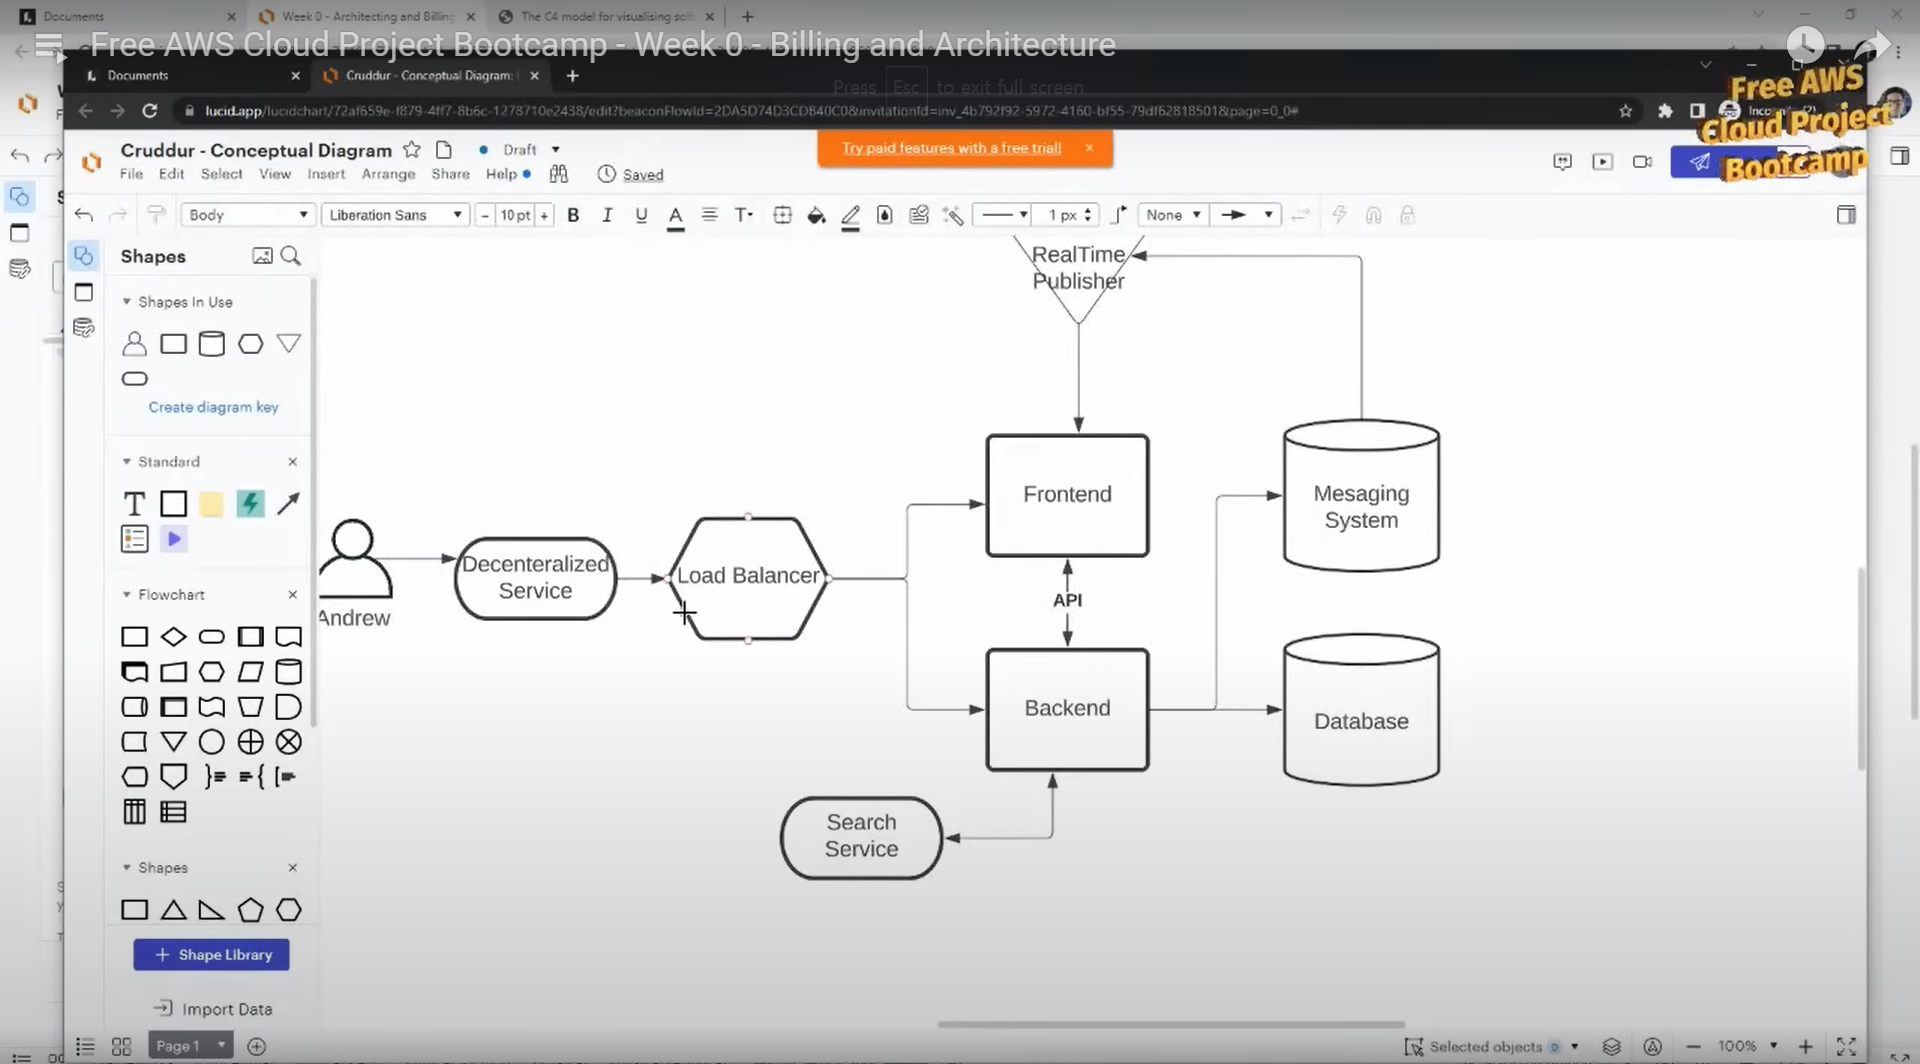 Documents
Week 0 - Architecting and Billing
The C4 model for visualising soft
Free AWS Cloud Project Bootcamp - Week 0 - Billing and Architecture
Documents
Cruddur - Conceptual Diagram:
Press Esc to exit full screen
lucid.app/lucidchart/72af659e-f879-4ff7-8b6c-1278710e2438/edit?beaconFlowId=2DA5D74D3CDB40C0&invitationId=inv_4b792f92-5972-4160-bf55-79df62818501&page=0_0#
Free AWS
Cloud Project
Bootcamp
Cruddur - Conceptual Diagram
Draft
Try paid features with a free trial!
File Edit Select View Insert Arrange Share Help
Saved
Body
Liberation Sans
- 10 pt +
B I U A T
1 px
None
Shapes
Shapes In Use
Create diagram key
Standard
T
Flowchart
Shapes
+ Shape Library
Import Data
Page 1
RealTime
Publisher
Frontend
Mesaging
System
Andrew
Decenteralized
Service
Load Balancer
API
Backend
Database
Search
Service
Selected objects 0
100%